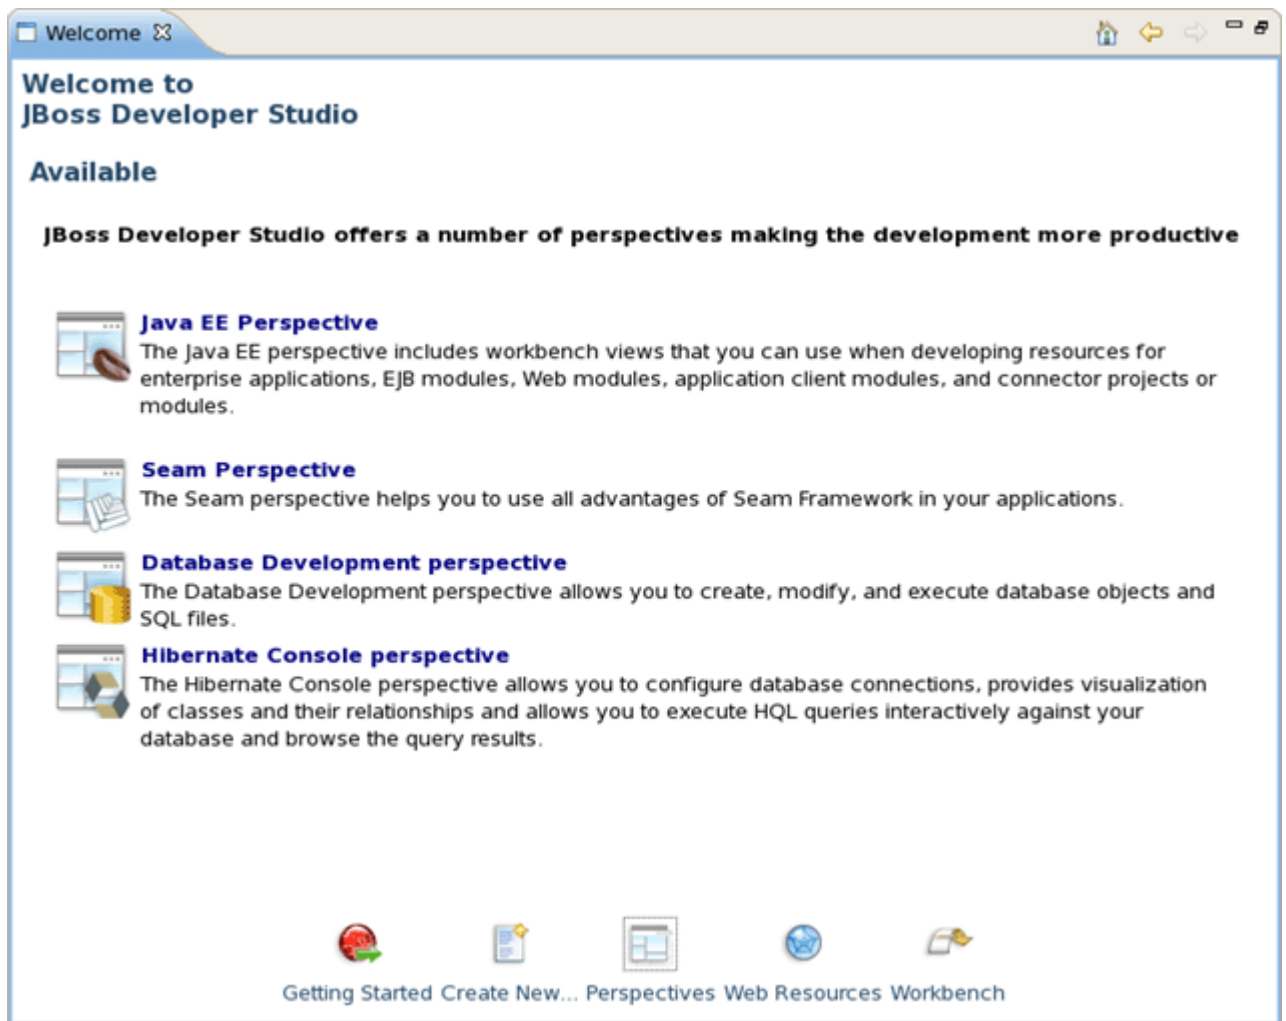 Welcome
Welcome to
JBoss Developer Studio
Available
JBoss Developer Studio offers a number of perspectives making the development more productive
Java EE Perspective
The Java EE perspective includes workbench views that you can use when developing resources for
enterprise applications, EJB modules, Web modules, application client modules, and connector projects or
modules.
Seam Perspective
The Seam perspective helps you to use all advantages of Seam Framework in your applications.
Database Development perspective
The Database Development perspective allows you to create, modify, and execute database objects and
SQL files.
Hibernate Console perspective
The Hibernate Console perspective allows you to configure database connections, provides visualization
of classes and their relationships and allows you to execute HQL queries interactively against your
database and browse the query results.
Getting Started Create New... Perspectives Web Resources Workbench